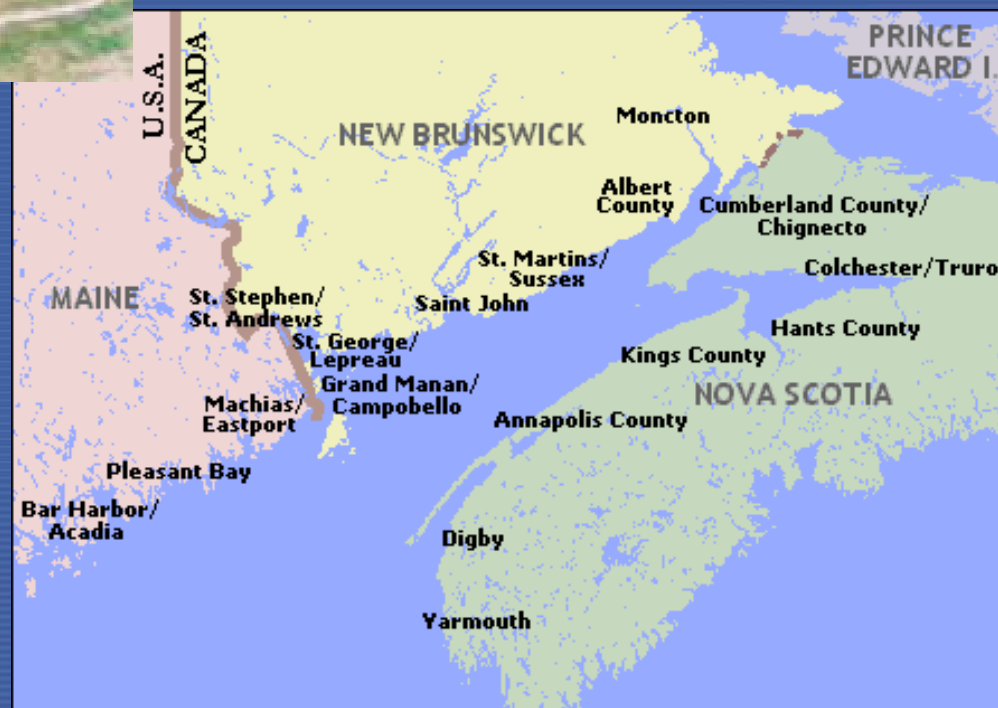 PRINCE
EDWARD I.
U.S.A.
CANADA
NEW BRUNSWICK
Moncton
Albert
County
Cumberland County/
Chignecto
St. Martins/
Sussex
Colchester/Truro
MAINE
St. Stephen/
St. Andrews
Saint John
Hants County
St. George/
Lepreau
Kings County
Grand Manan/
Campobello
NOVA SCOTIA
Machias/
Eastport
Annapolis County
Pleasant Bay
Bar Harbor/
Acadia
Digby
Yarmouth